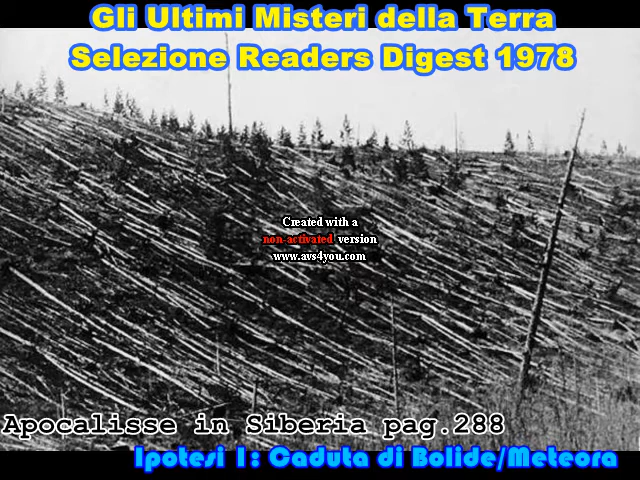 Gli Ultimi Misteri della Terra
Selezione Readers Digest 1978
Created with a
non-activated version
www.avs4you.com
Apocalisse in Siberia pag.288
Ipotesi 1: Caduta di Bolide/Meteora